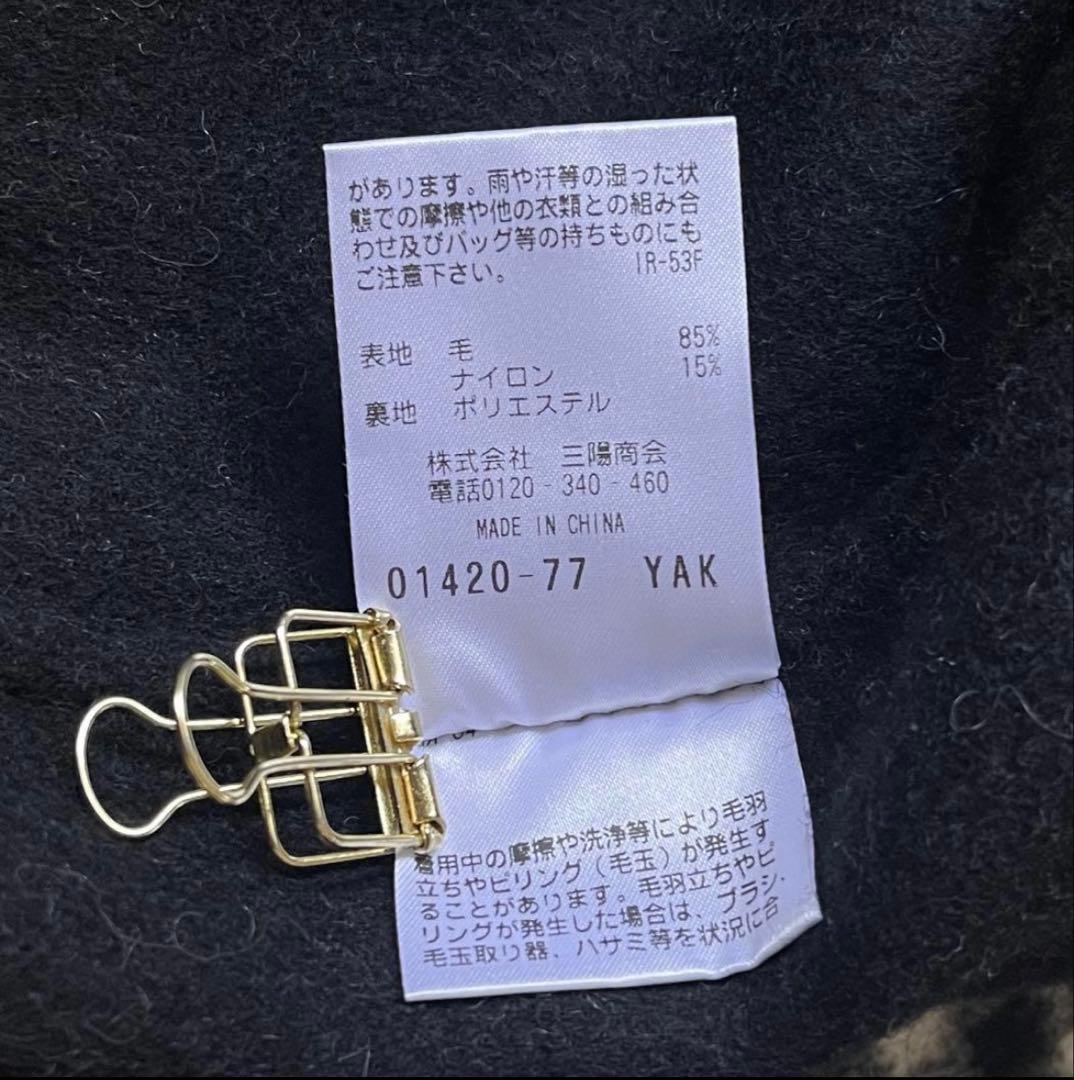 があります。雨や汗等の湿った状
態での摩擦や他の衣類との組み合
わせ及びバッグ等の持ちものにも
ご注意下さい。 IR-53F
表地 毛 85%
ナイロン 15%
裏地 ポリエステル
株式会社 三陽商会
電話0120-340-460
MADE IN CHINA
01420-77 YAK
着用中の摩擦や洗浄等により毛羽
立ちやピリング（毛玉）が発生す
ることがあります。毛羽立ちやピ
リングが発生した場合は、ブラシ、
毛玉取り器、ハサミ等を状況に合